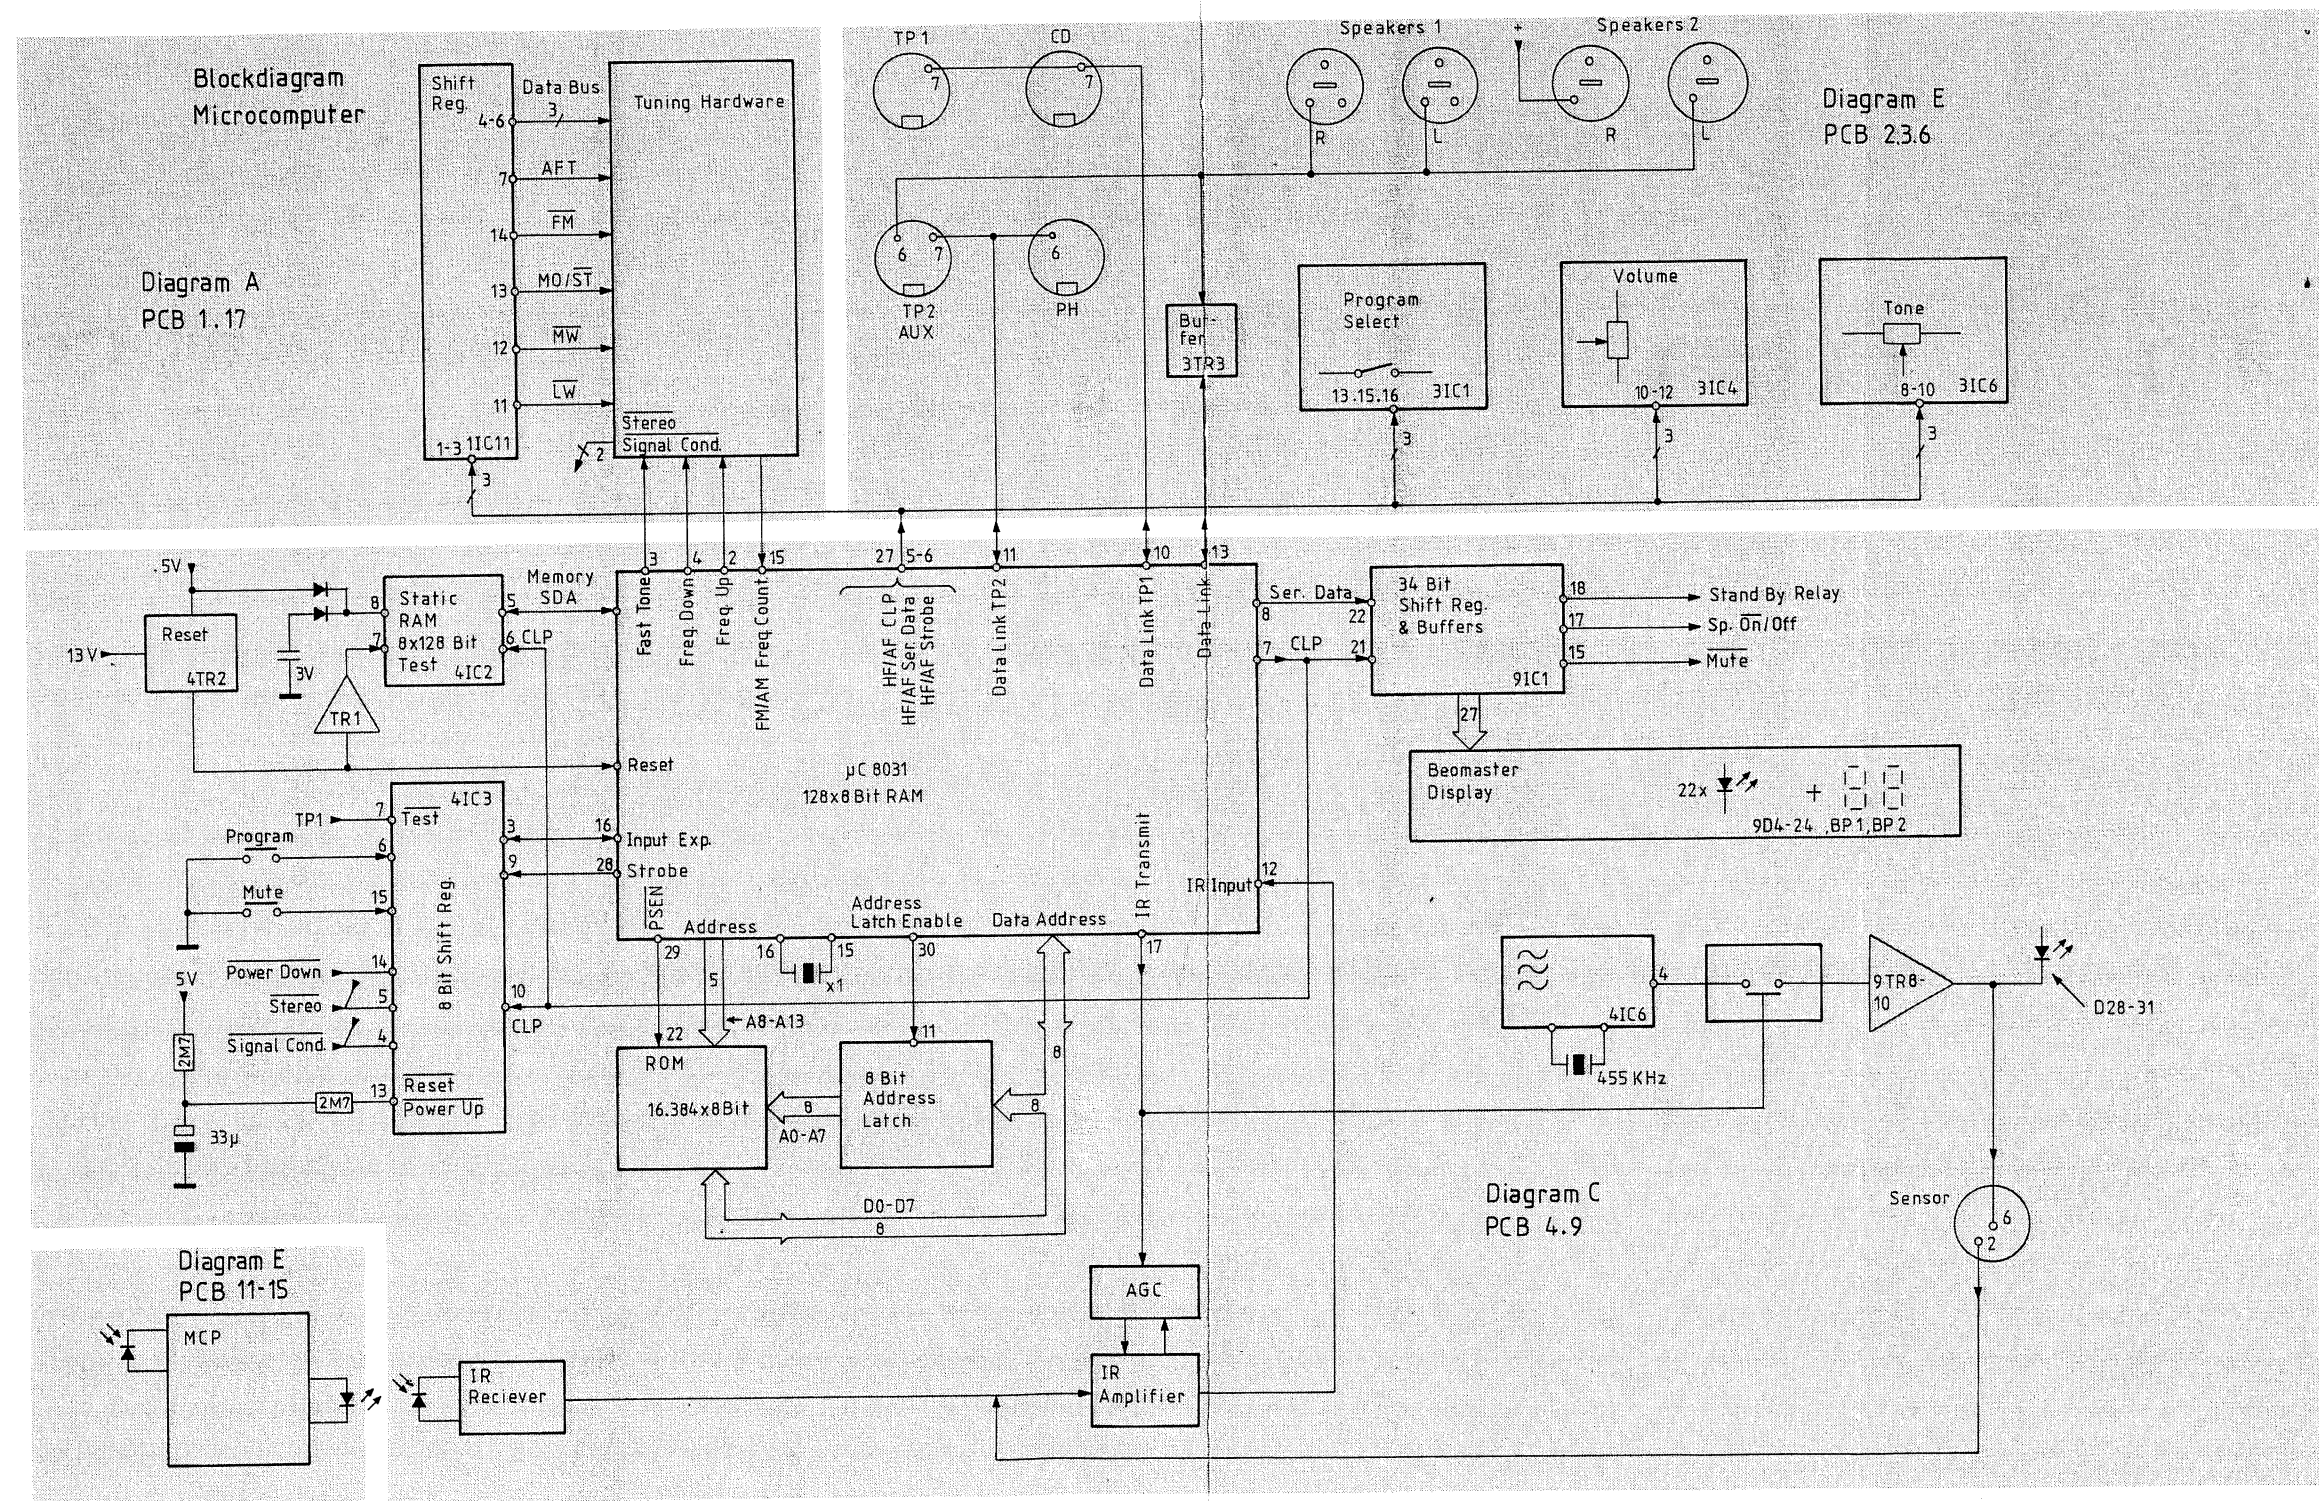 Blockdiagram
Microcomputer
Diagram A
PCB 1.17
Shift
Reg.
4-6
7
14
13
12
11
1-3 1IC11
3
Data Bus
3
AFT
FM
MO/ST
MW
LW
Tuning Hardware
Stereo
Signal Cond.
2
TP1
7
CD
7
6
7
TP2
AUX
6
PH
Speakers 1
R
L
+
Speakers 2
R
L
Diagram E
PCB 2.3.6
Buf-
fer
3TR3
Program
Select
13.15.16 3IC1
3
Volume
10-12 3IC4
3
Tone
8-10 3IC6
3
5V
13V
Reset
4TR2
3V
TR1
8
7
Static
RAM
8x128 Bit
Test
4IC2
5
6 CLP
Memory
SDA
3
4
2
15
27 5-6
11
10
13
Fast Tone
Freq. Down
Freq. Up
FM/AM Freq. Count
HF/AF CLP
HF/AF Ser Data
HF/AF Strobe
Data Link TP2
Data Link TP1
Data Link
Reset
µC 8031
128x8 Bit RAM
16
Input Exp.
28
Strobe
PSEN
Address
Address
Latch Enable
Data Address
IR Transmit
IR Input
12
8
Ser. Data
22
7
CLP
21
34 Bit
Shift Reg.
& Buffers
9IC1
18
Stand By Relay
17
Sp. On/Off
15
Mute
27
Beomaster
Display
22x
+
9D4-24 ,BP1,BP2
TP1
7
Test
4IC3
Program
6
Mute
15
8 Bit Shift Reg.
3
9
Power Down
14
Stereo
5
Signal Cond.
4
5V
2M7
2M7
13
Reset
Power Up
33µ
10
CLP
29
5
16
15
x1
30
17
A8-A13
22
ROM
16.384x8Bit
8
A0-A7
11
8 Bit
Address
Latch
8
8
D0-D7
8
4IC6
4
455 KHz
9TR8-
10
D28-31
Sensor
6
2
Diagram C
PCB 4.9
Diagram E
PCB 11-15
MCP
IR
Reciever
AGC
IR
Amplifier